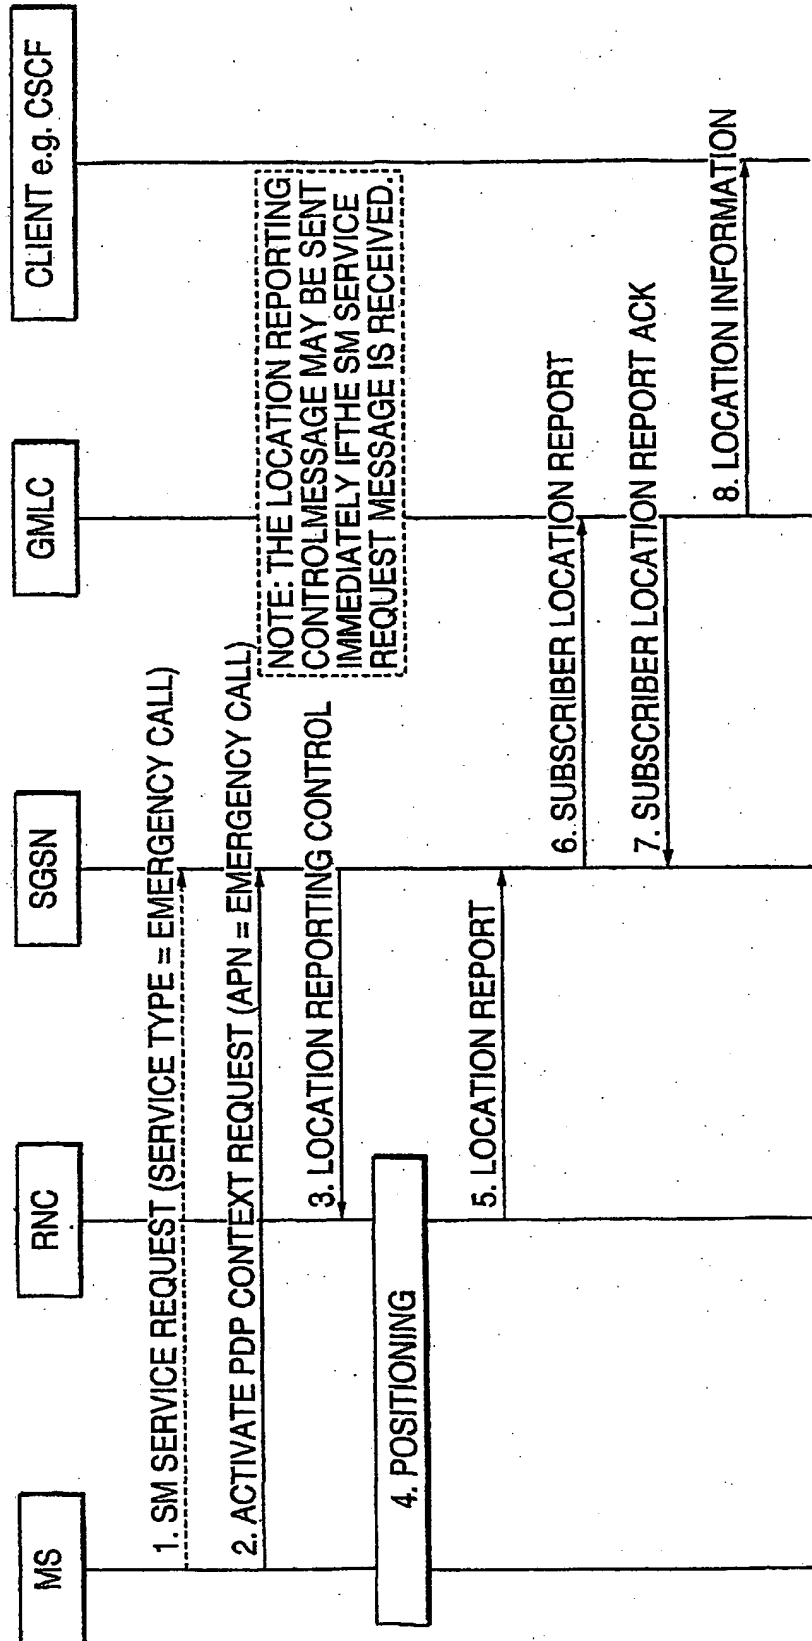 MS
RNC
SGSN
GMLC
CLIENT e.g. CSCF
1. SM SERVICE REQUEST (SERVICE TYPE = EMERGENCY CALL)
2. ACTIVATE PDP CONTEXT REQUEST (APN = EMERGENCY CALL)
NOTE: THE LOCATION REPORTING
CONTROLMESSAGE MAY BE SENT
IMMEDIATELY IFTHE SM SERVICE
REQUEST MESSAGE IS RECEIVED.
3. LOCATION REPORTING CONTROL
4. POSITIONING
5. LOCATION REPORT
6. SUBSCRIBER LOCATION REPORT
7. SUBSCRIBER LOCATION REPORT ACK
8. LOCATION INFORMATION